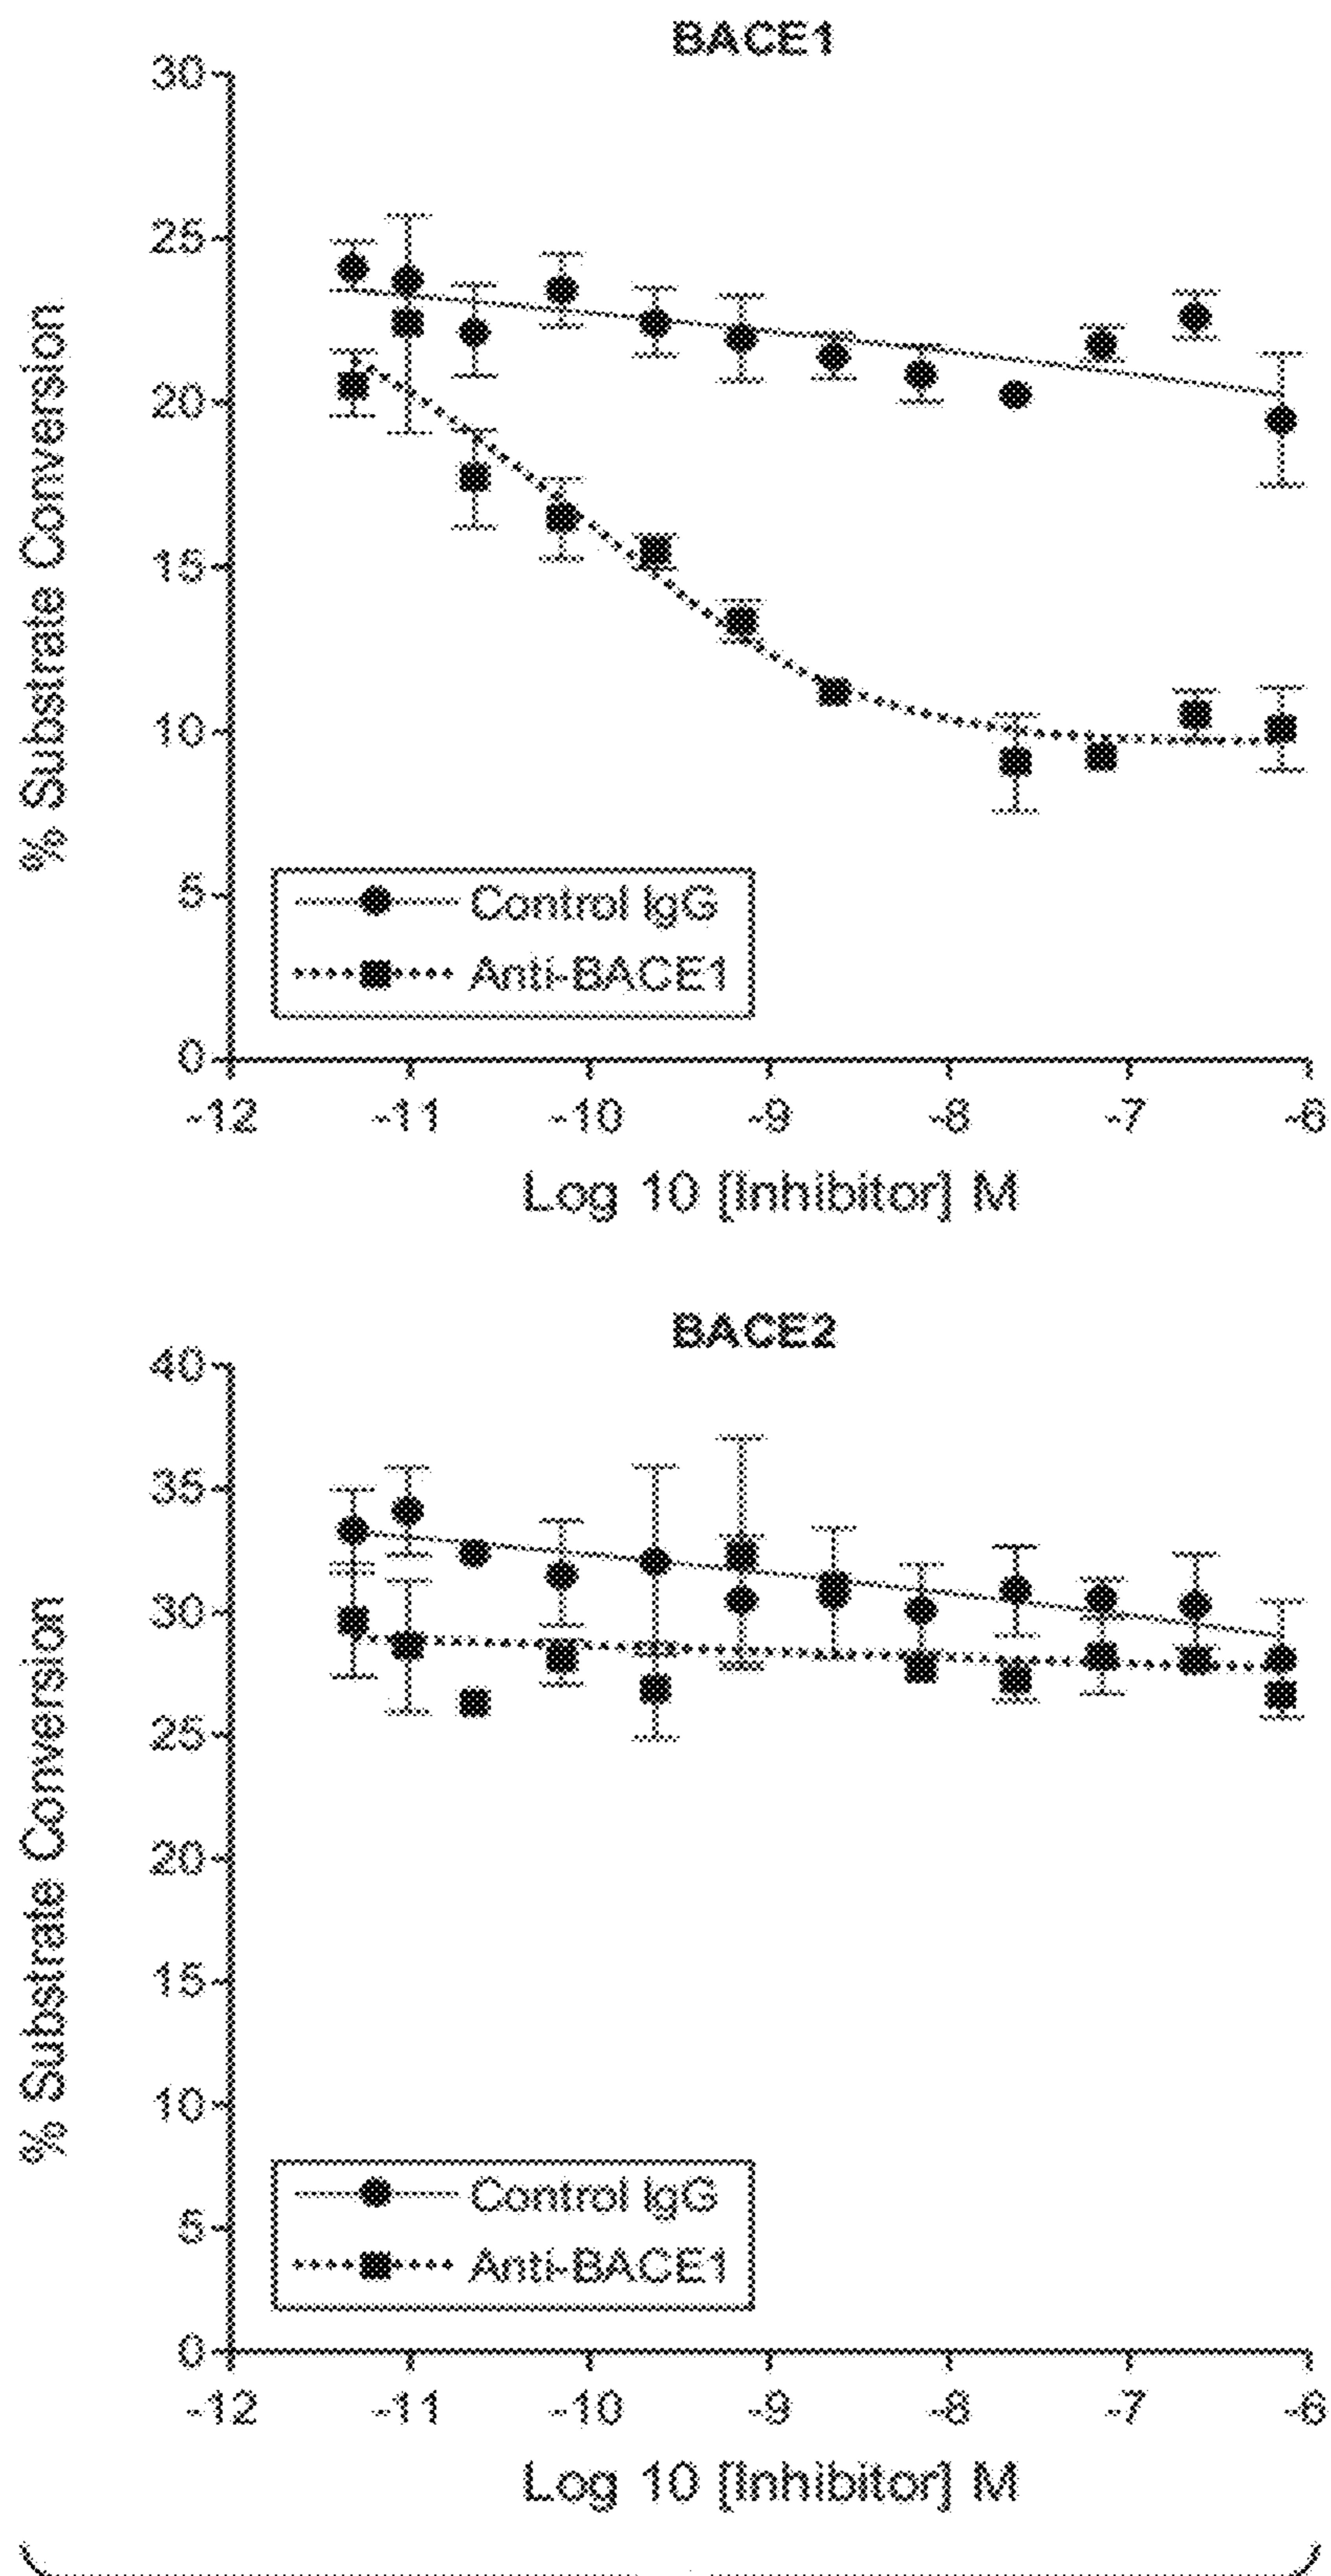 BACE1
30
25
20
15
10
5
0
% Substrate Conversion
Control IgG
Anti-BACE1
-12 -11 -10 -9 -8 -7 -6
Log 10 [Inhibitor] M
BACE2
40
35
30
25
20
15
10
5
0
% Substrate Conversion
Control IgG
Anti-BACE1
-12 -11 -10 -9 -8 -7 -6
Log 10 [Inhibitor] M